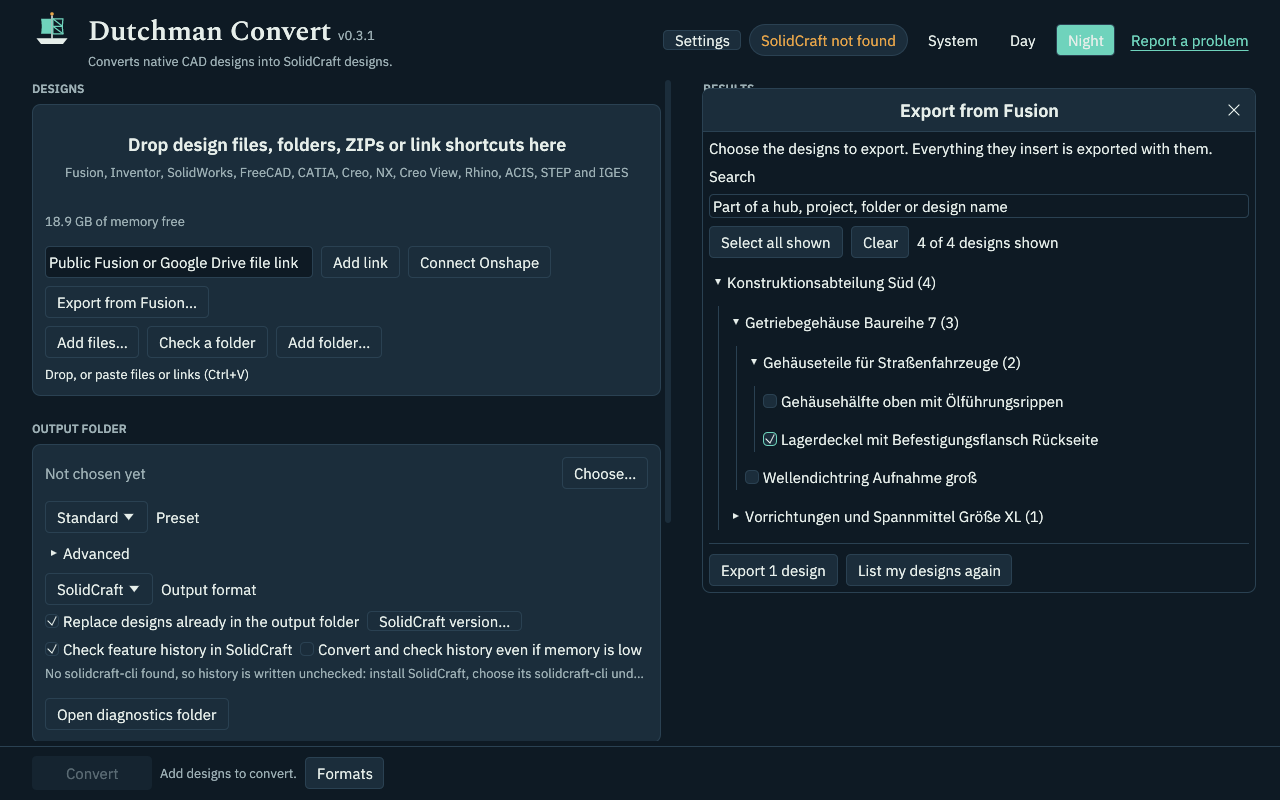 Dutchman Convert v0.3.1
Converts native CAD designs into SolidCraft designs.
Settings
SolidCraft not found
System
Day
Night
Report a problem
DESIGNS
Drop design files, folders, ZIPs or link shortcuts here
Fusion, Inventor, SolidWorks, FreeCAD, CATIA, Creo, NX, Creo View, Rhino, ACIS, STEP and IGES
18.9 GB of memory free
Public Fusion or Google Drive file link
Add link
Connect Onshape
Export from Fusion...
Add files...
Check a folder
Add folder...
Drop, or paste files or links (Ctrl+V)
OUTPUT FOLDER
Not chosen yet
Choose...
Standard
Preset
Advanced
SolidCraft
Output format
Replace designs already in the output folder
SolidCraft version...
Check feature history in SolidCraft
Convert and check history even if memory is low
No solidcraft-cli found, so history is written unchecked: install SolidCraft, choose its solidcraft-cli und...
Open diagnostics folder
RESULTS
Export from Fusion
Choose the designs to export. Everything they insert is exported with them.
Search
Part of a hub, project, folder or design name
Select all shown
Clear
4 of 4 designs shown
Konstruktionsabteilung Süd (4)
Getriebegehäuse Baureihe 7 (3)
Gehäuseteile für Straßenfahrzeuge (2)
Gehäusehälfte oben mit Ölführungsrippen
Lagerdeckel mit Befestigungsflansch Rückseite
Wellendichtring Aufnahme groß
Vorrichtungen und Spannmittel Größe XL (1)
Export 1 design
List my designs again
Convert
Add designs to convert.
Formats